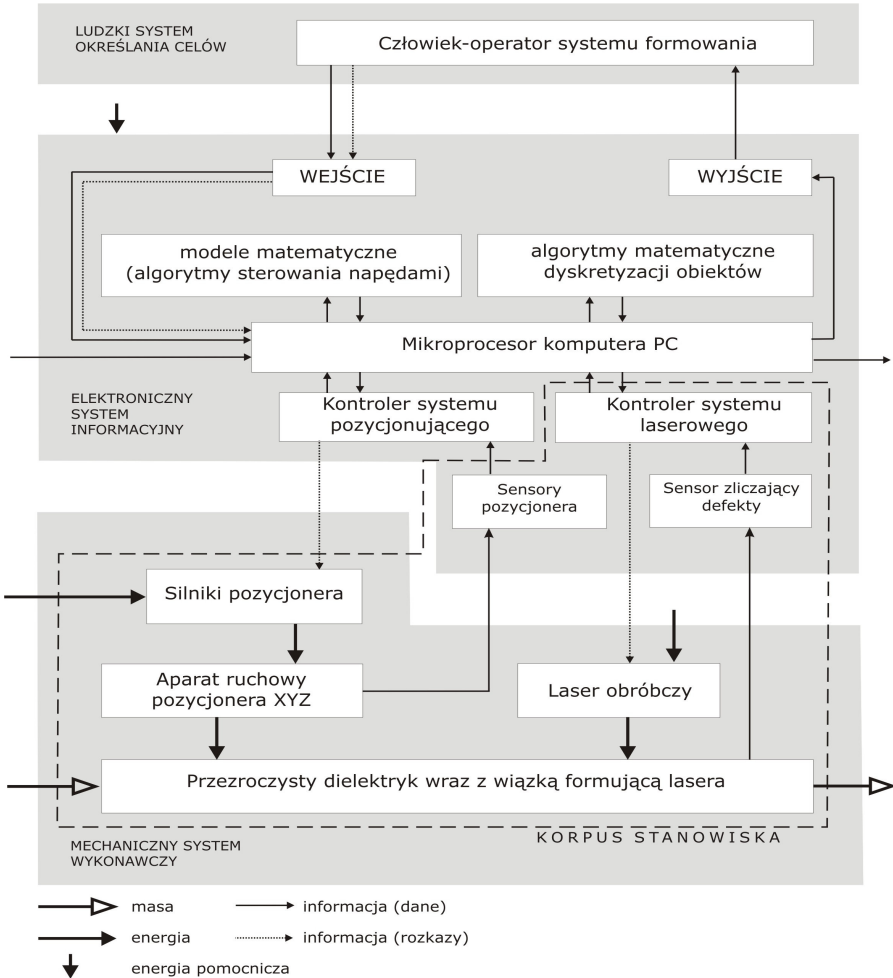 LUDZKI SYSTEM
OKREŚLANIA CELÓW
Człowiek-operator systemu formowania
WEJŚCIE
WYJŚCIE
modele matematyczne
(algorytmy sterowania napędami)
algorytmy matematyczne
dyskretyzacji obiektów
Mikroprocesor komputera PC
ELEKTRONICZNY
SYSTEM
INFORMACYJNY
Kontroler systemu
pozycjonującego
Kontroler systemu
laserowego
Sensory
pozycjonera
Sensor zliczający
defekty
Silniki pozycjonera
Aparat ruchowy
pozycjonera XYZ
Laser obróbczy
Przezroczysty dielektryk wraz z wiązką formującą lasera
KORPUS STANOWISKA
MECHANICZNY SYSTEM
WYKONAWCZY
masa
informacja (dane)
energia
informacja (rozkazy)
energia pomocnicza